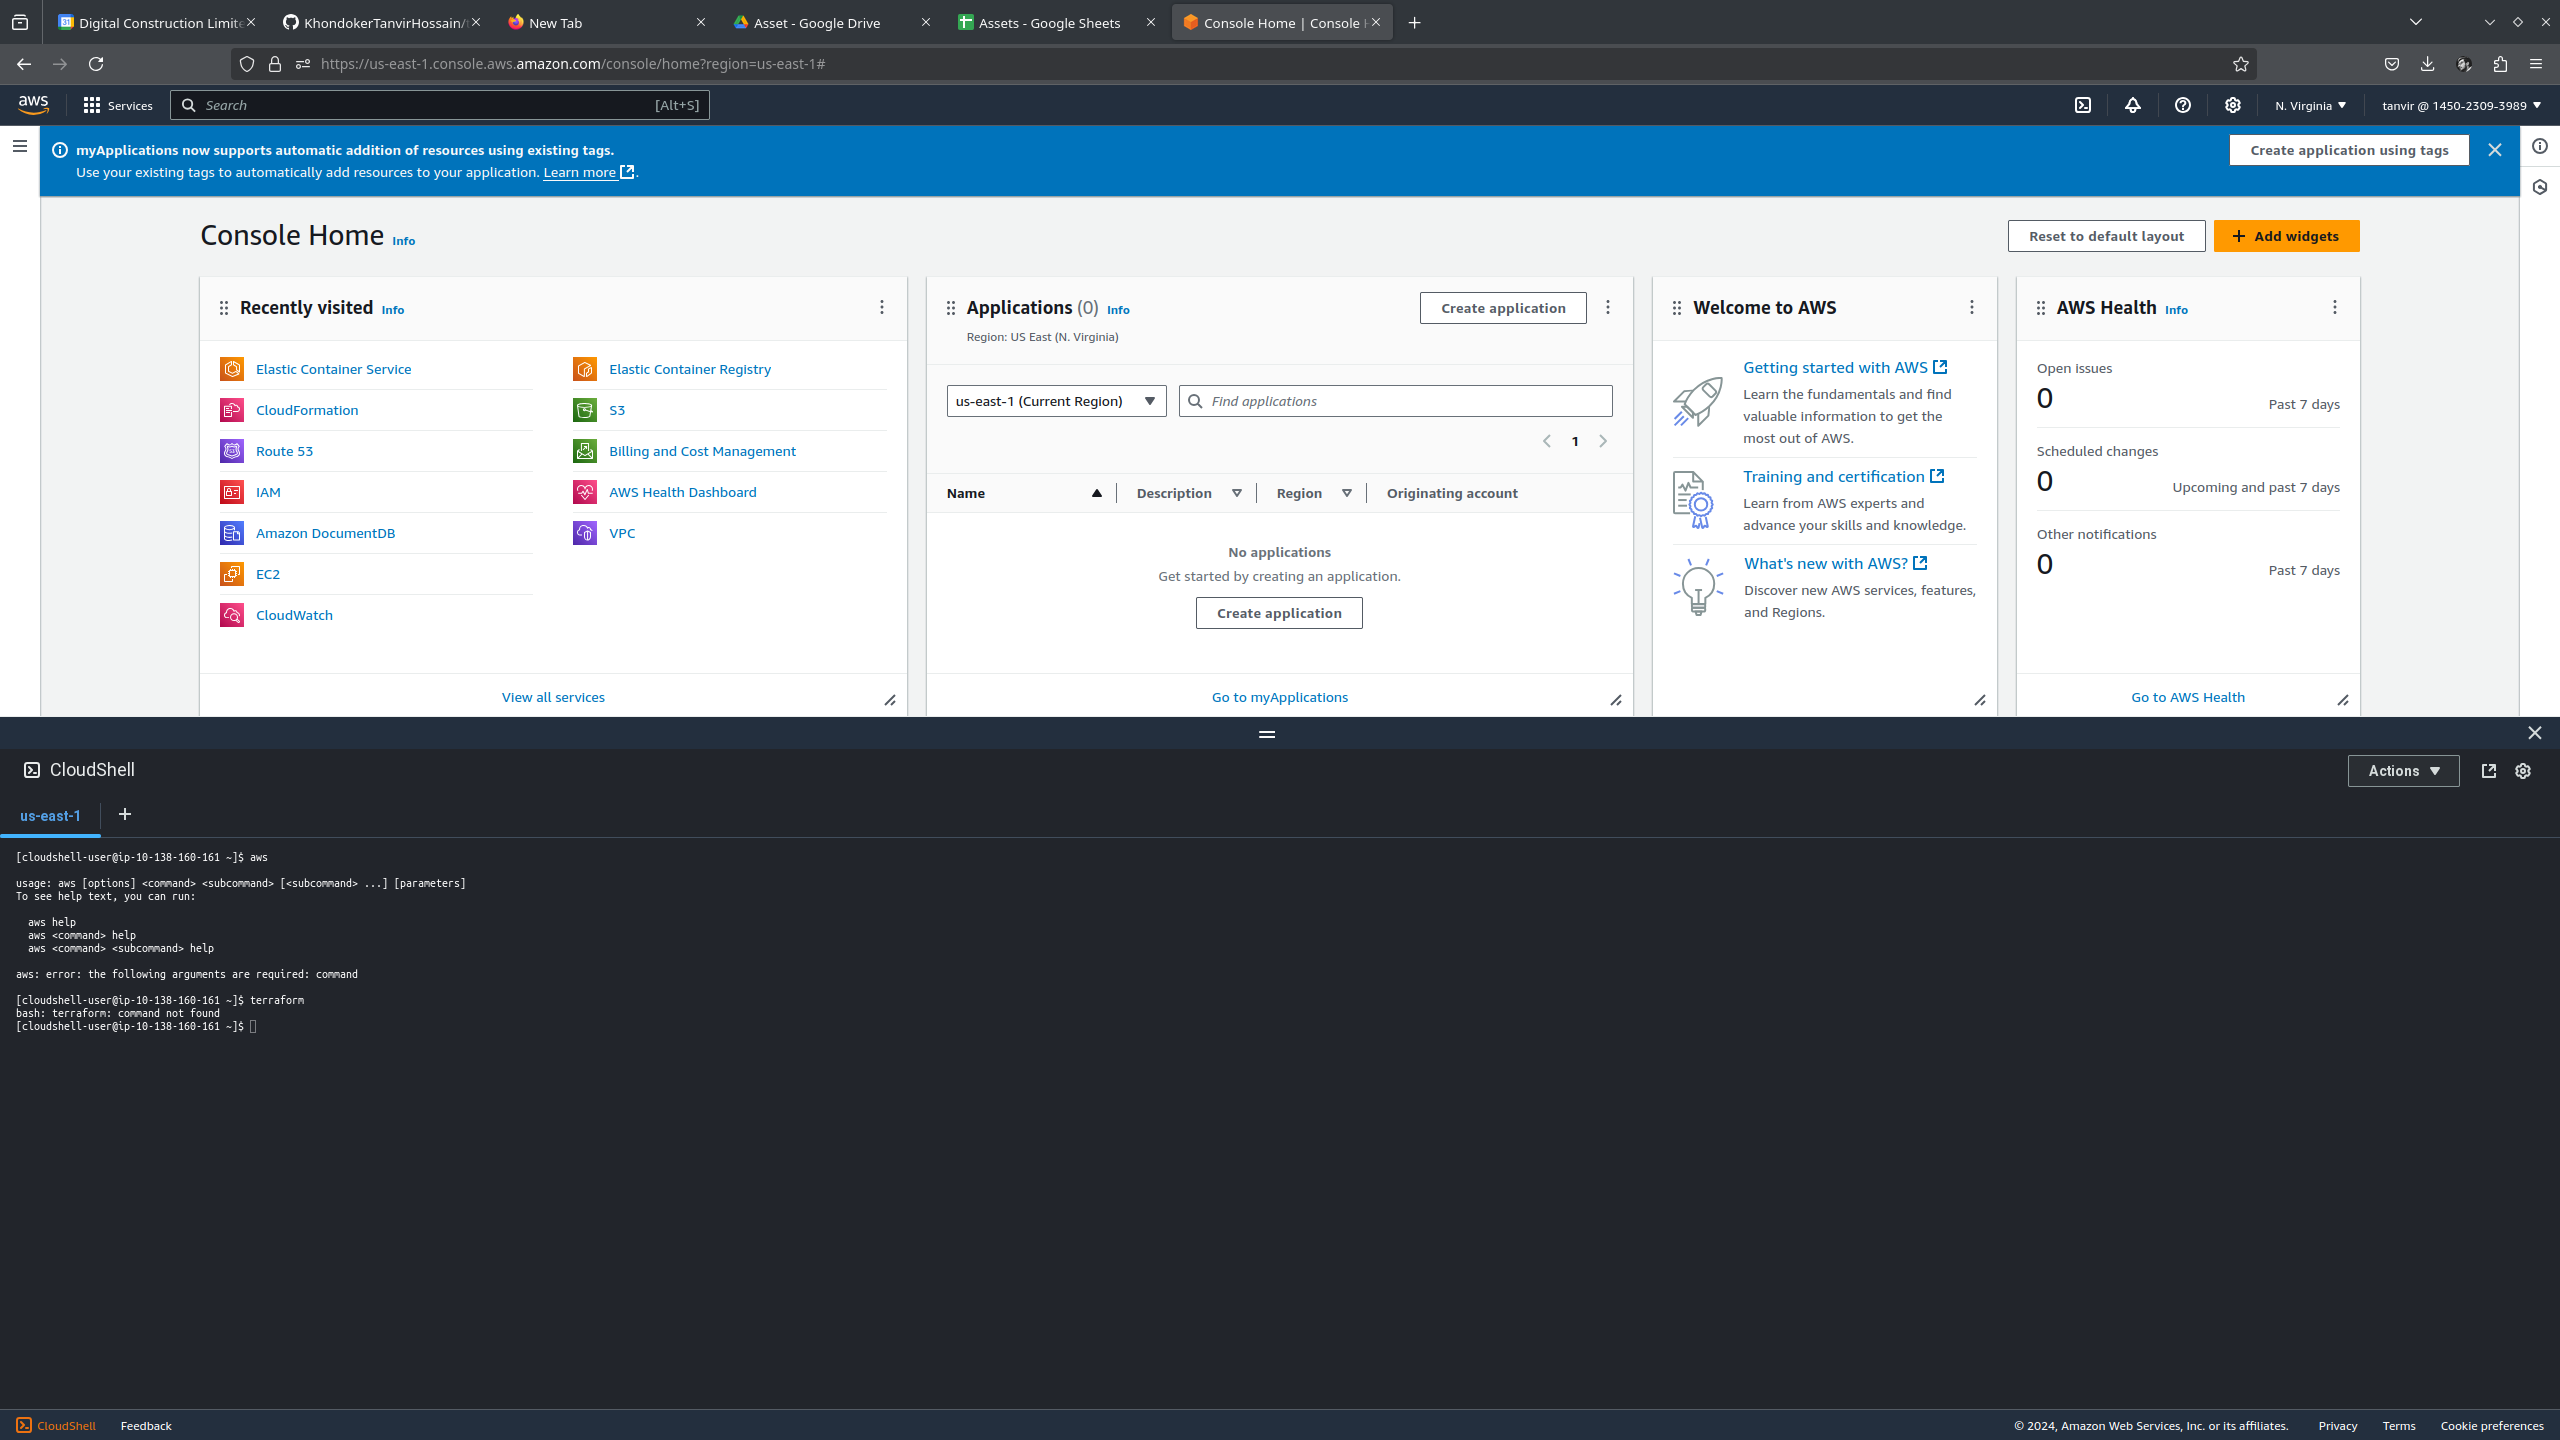 Digital Construction Limite
KhondokerTanvirHossain/
New Tab
Asset - Google Drive
Assets - Google Sheets
Console Home | Console
https://us-east-1.console.aws.amazon.com/console/home?region=us-east-1#
aws
Services
Search
[Alt+S]
N. Virginia
tanvir @ 1450-2309-3989
myApplications now supports automatic addition of resources using existing tags.
Use your existing tags to automatically add resources to your application. Learn more.
Create application using tags
Console Home Info
Reset to default layout
Add widgets
Recently visited Info
Elastic Container Service
CloudFormation
Route 53
IAM
Amazon DocumentDB
EC2
CloudWatch
Elastic Container Registry
S3
Billing and Cost Management
AWS Health Dashboard
VPC
View all services
Applications (0) Info
Region: US East (N. Virginia)
Create application
us-east-1 (Current Region)
Find applications
1
Name
Description
Region
Originating account
No applications
Get started by creating an application.
Create application
Go to myApplications
Welcome to AWS
Getting started with AWS
Learn the fundamentals and find
valuable information to get the
most out of AWS.
Training and certification
Learn from AWS experts and
advance your skills and knowledge.
What's new with AWS?
Discover new AWS services, features,
and Regions.
AWS Health Info
Open issues
0
Past 7 days
Scheduled changes
0
Upcoming and past 7 days
Other notifications
0
Past 7 days
Go to AWS Health
CloudShell
Actions
us-east-1
[cloudshell-user@ip-10-138-160-161 ~]$ aws
usage: aws [options] <command> <subcommand> [<subcommand> ...] [parameters]
To see help text, you can run:
aws help
aws <command> help
aws <command> <subcommand> help
aws: error: the following arguments are required: command
[cloudshell-user@ip-10-138-160-161 ~]$ terraform
bash: terraform: command not found
[cloudshell-user@ip-10-138-160-161 ~]$
CloudShell
Feedback
© 2024, Amazon Web Services, Inc. or its affiliates.
Privacy
Terms
Cookie preferences